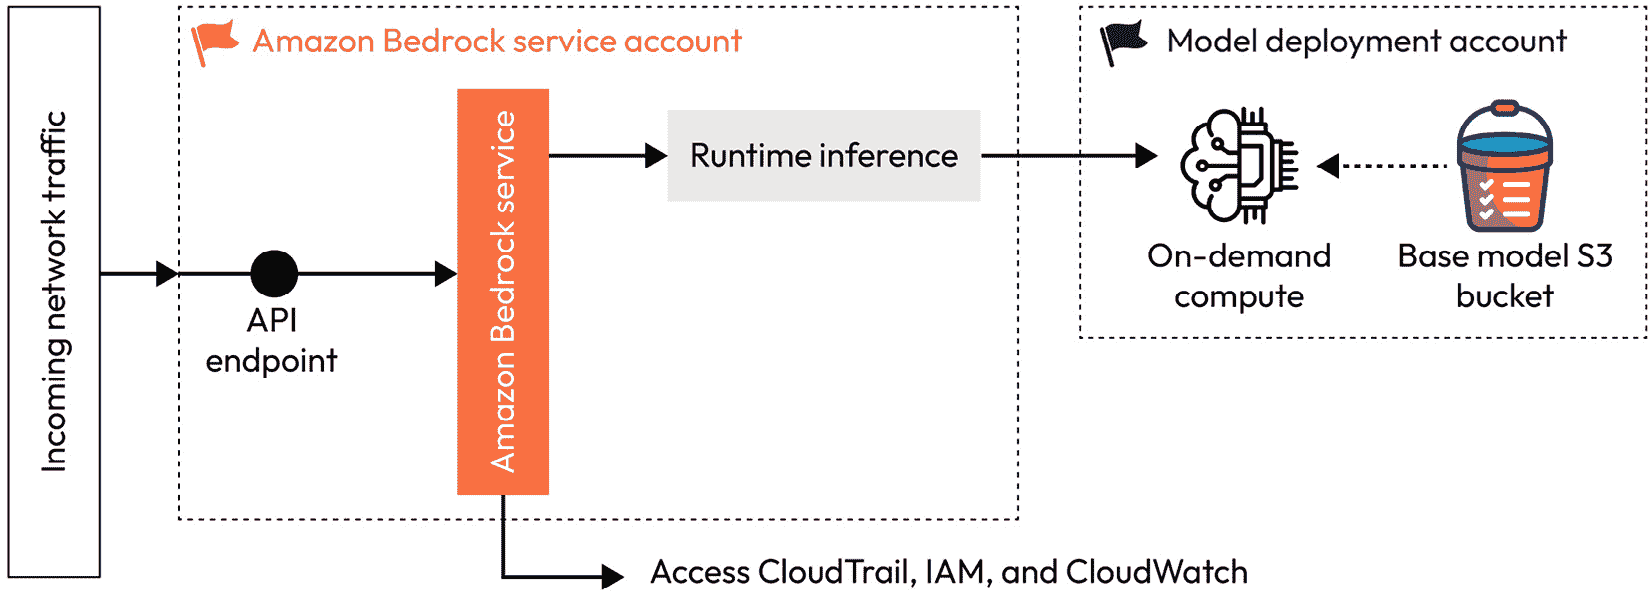 Incoming network traffic
Amazon Bedrock service account
API
endpoint
Amazon Bedrock service
Runtime inference
Model deployment account
On-demand
compute
Base model S3
bucket
Access CloudTrail, IAM, and CloudWatch